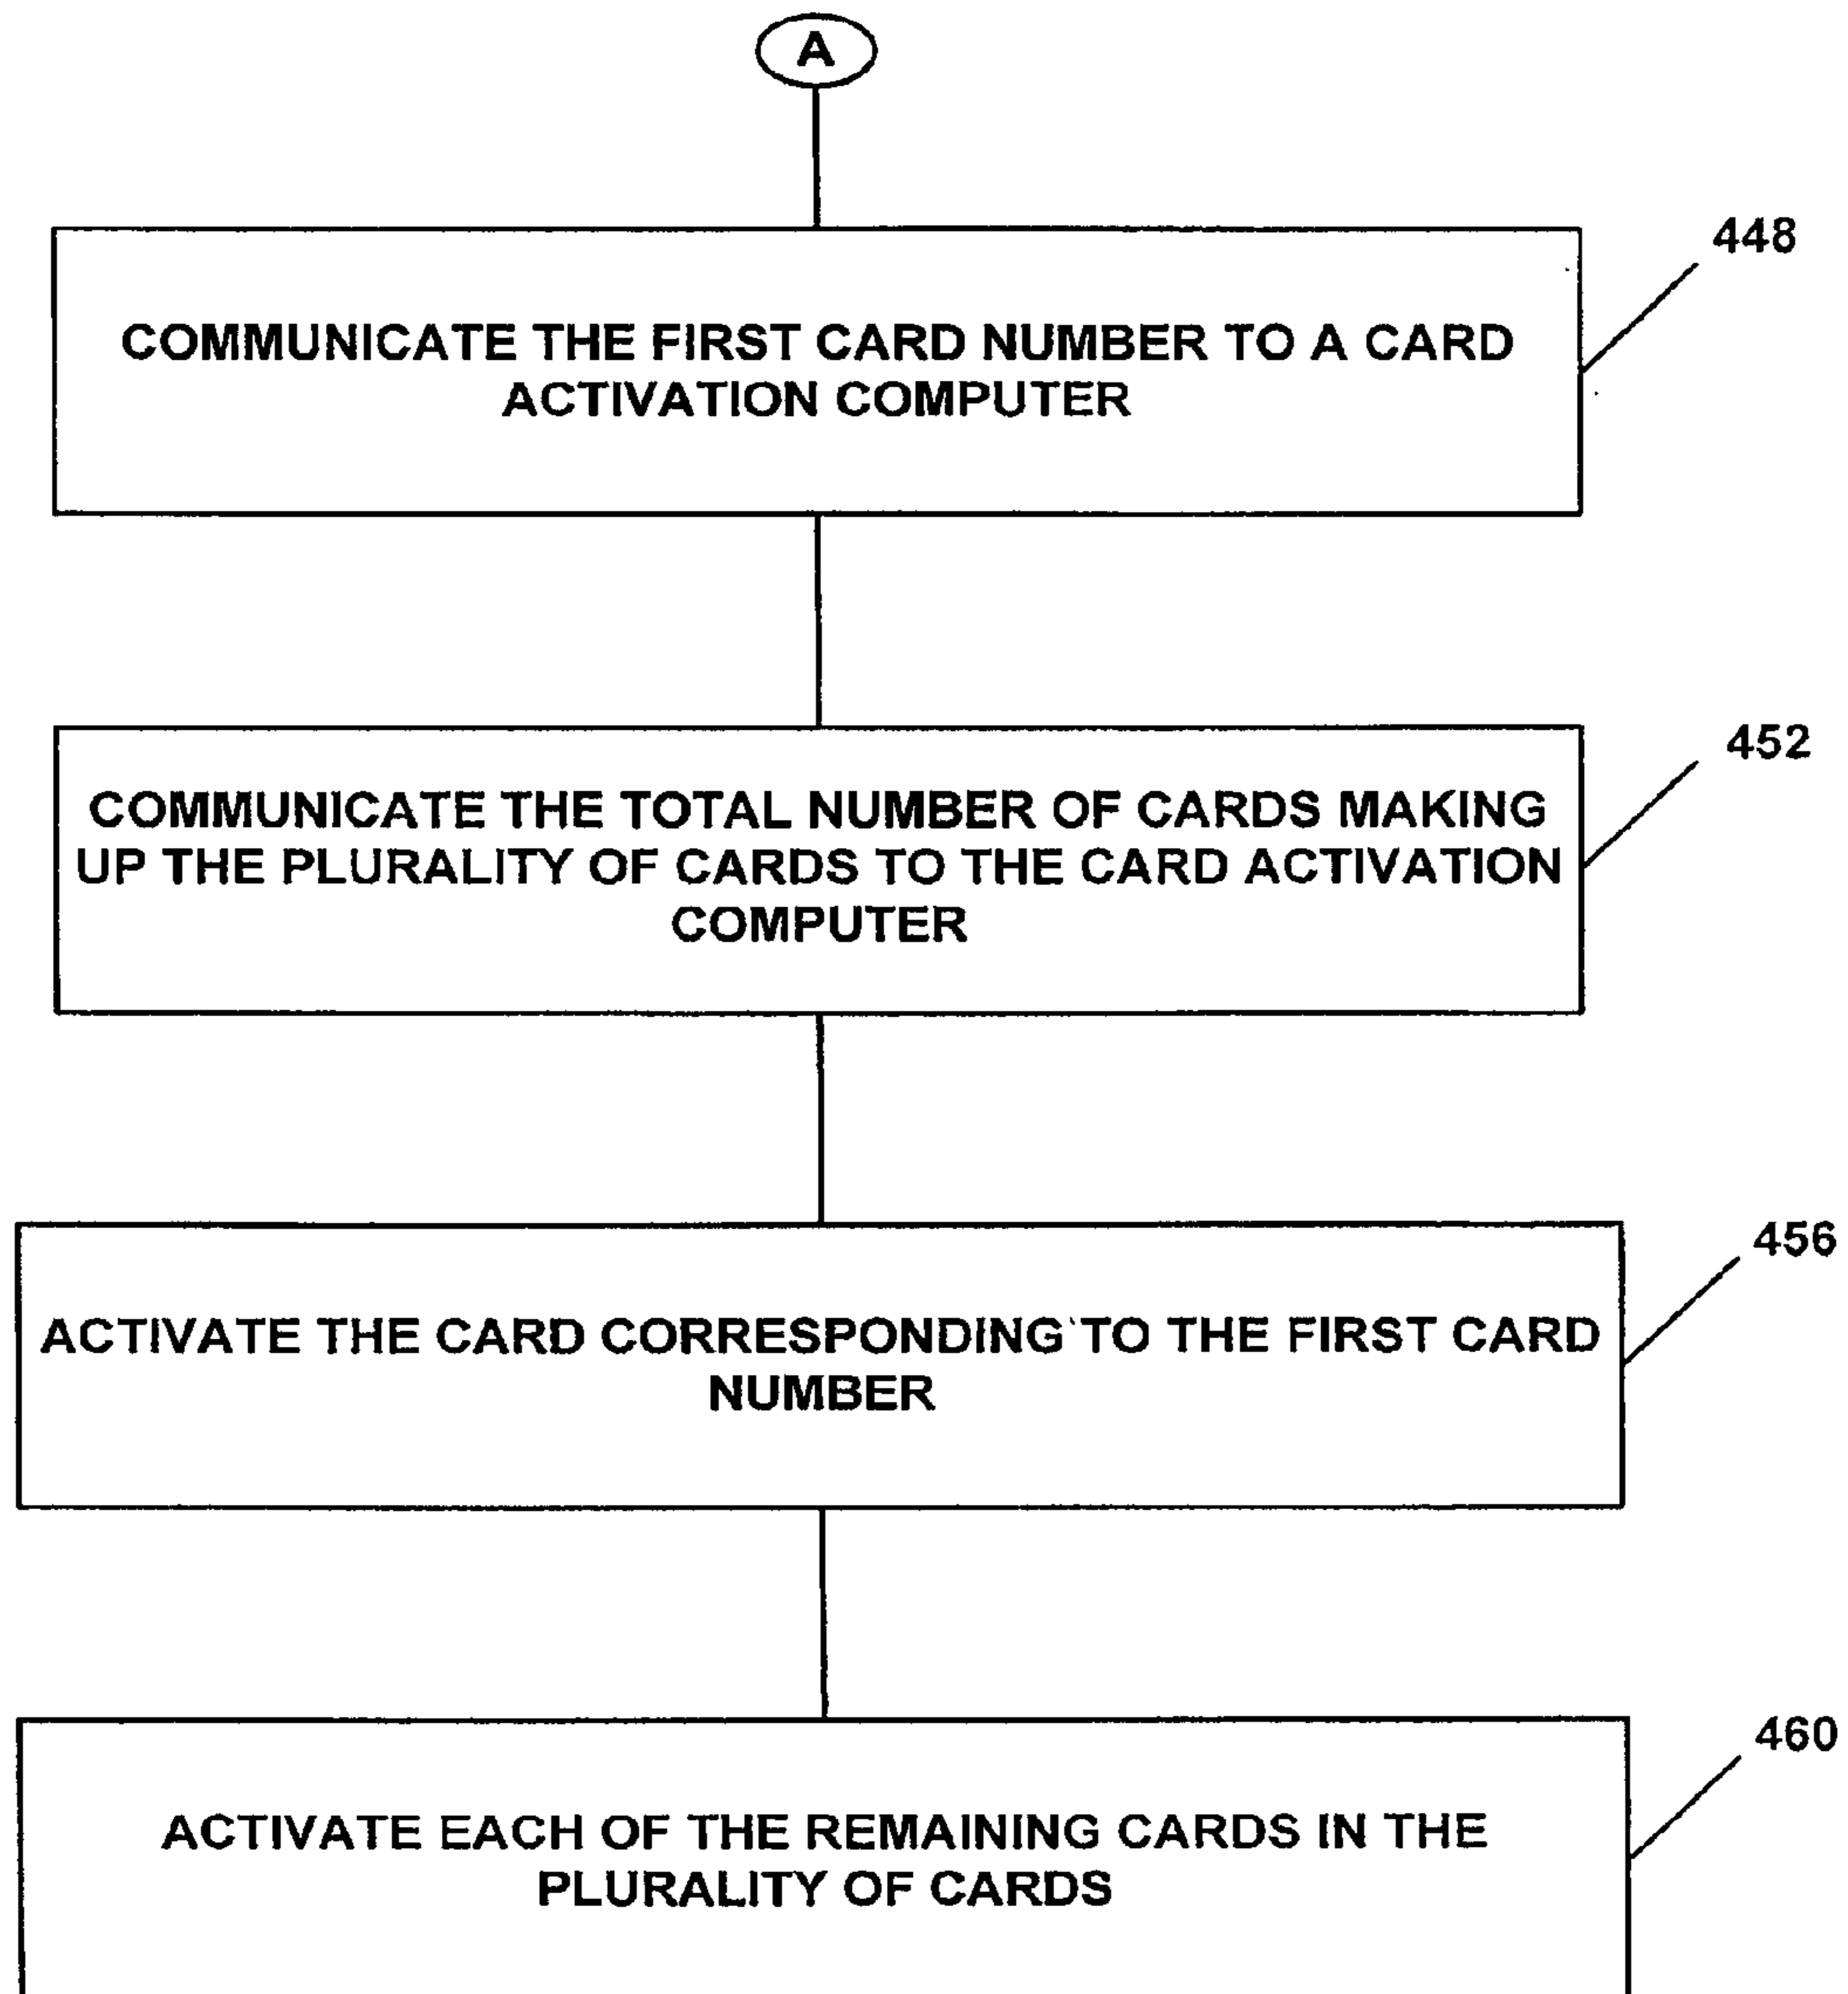 A
448
COMMUNICATE THE FIRST CARD NUMBER TO A CARD
ACTIVATION COMPUTER
452
COMMUNICATE THE TOTAL NUMBER OF CARDS MAKING
UP THE PLURALITY OF CARDS TO THE CARD ACTIVATION
COMPUTER
456
ACTIVATE THE CARD CORRESPONDING TO THE FIRST CARD
NUMBER
460
ACTIVATE EACH OF THE REMAINING CARDS IN THE
PLURALITY OF CARDS